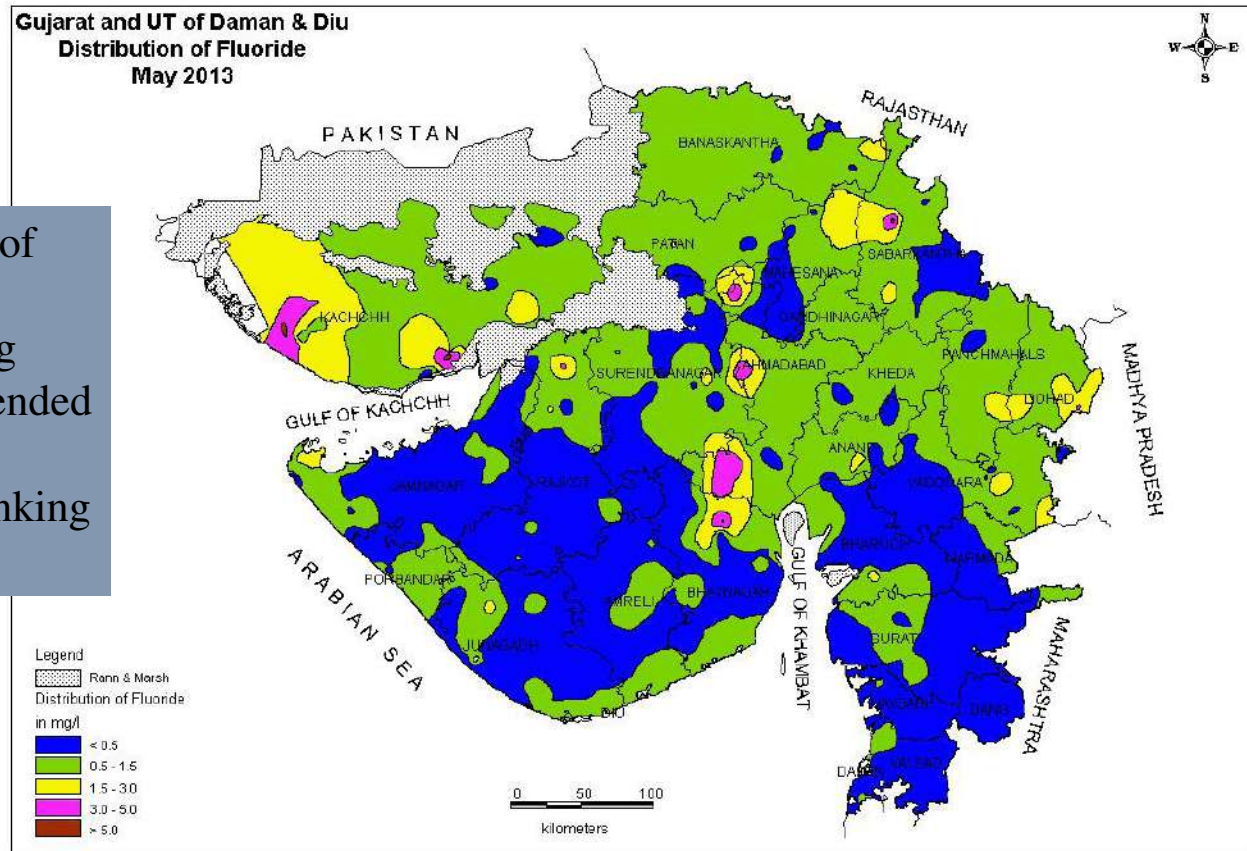 Gujarat and UT of Daman & Diu
Distribution of Fluoride
May 2013
N
W E
S
of
g
ended
nking
PAKISTAN
RAJASTHAN
BANASKANTHA
PATAN
MAHESANA
SABARKANTHA
KACHCHH
GANDHINAGAR
PANCHMAHALS
SURENDRANAGAR
AHMADABAD
KHEDA
DOHAD
MADHYA PRADESH
GULF OF KACHCHH
ANAND
JAMNAGAR
RAJKOT
VADODARA
BHARUCH
NARMADA
GULF OF KHAMBAT
PORBANDAR
AMRELI
BHAVNAGAR
ARABIAN SEA
JUNAGADH
SURAT
MAHARASHTRA
DIU
NAVSARI
DANG
VALSAD
DAMAN
Legend
Rann & Marsh
Distribution of Fluoride
in mg/l
< 0.5
0.5 - 1.5
1.5 - 3.0
3.0 - 5.0
> 5.0
0 50 100
kilometers